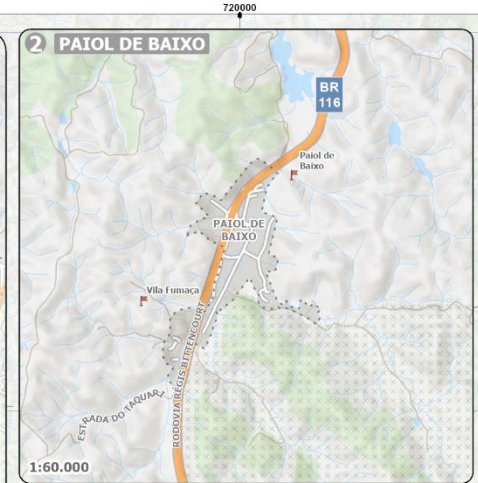 720000
2 PAIOL DE BAIXO
BR
116
Paiol de
Baixo
PAIOL DE
BAIXO
Vila Fumaça
RODOVIA RÉGIS BITTENCOURT
ESTRADA DO TAQUARI
1:60.000